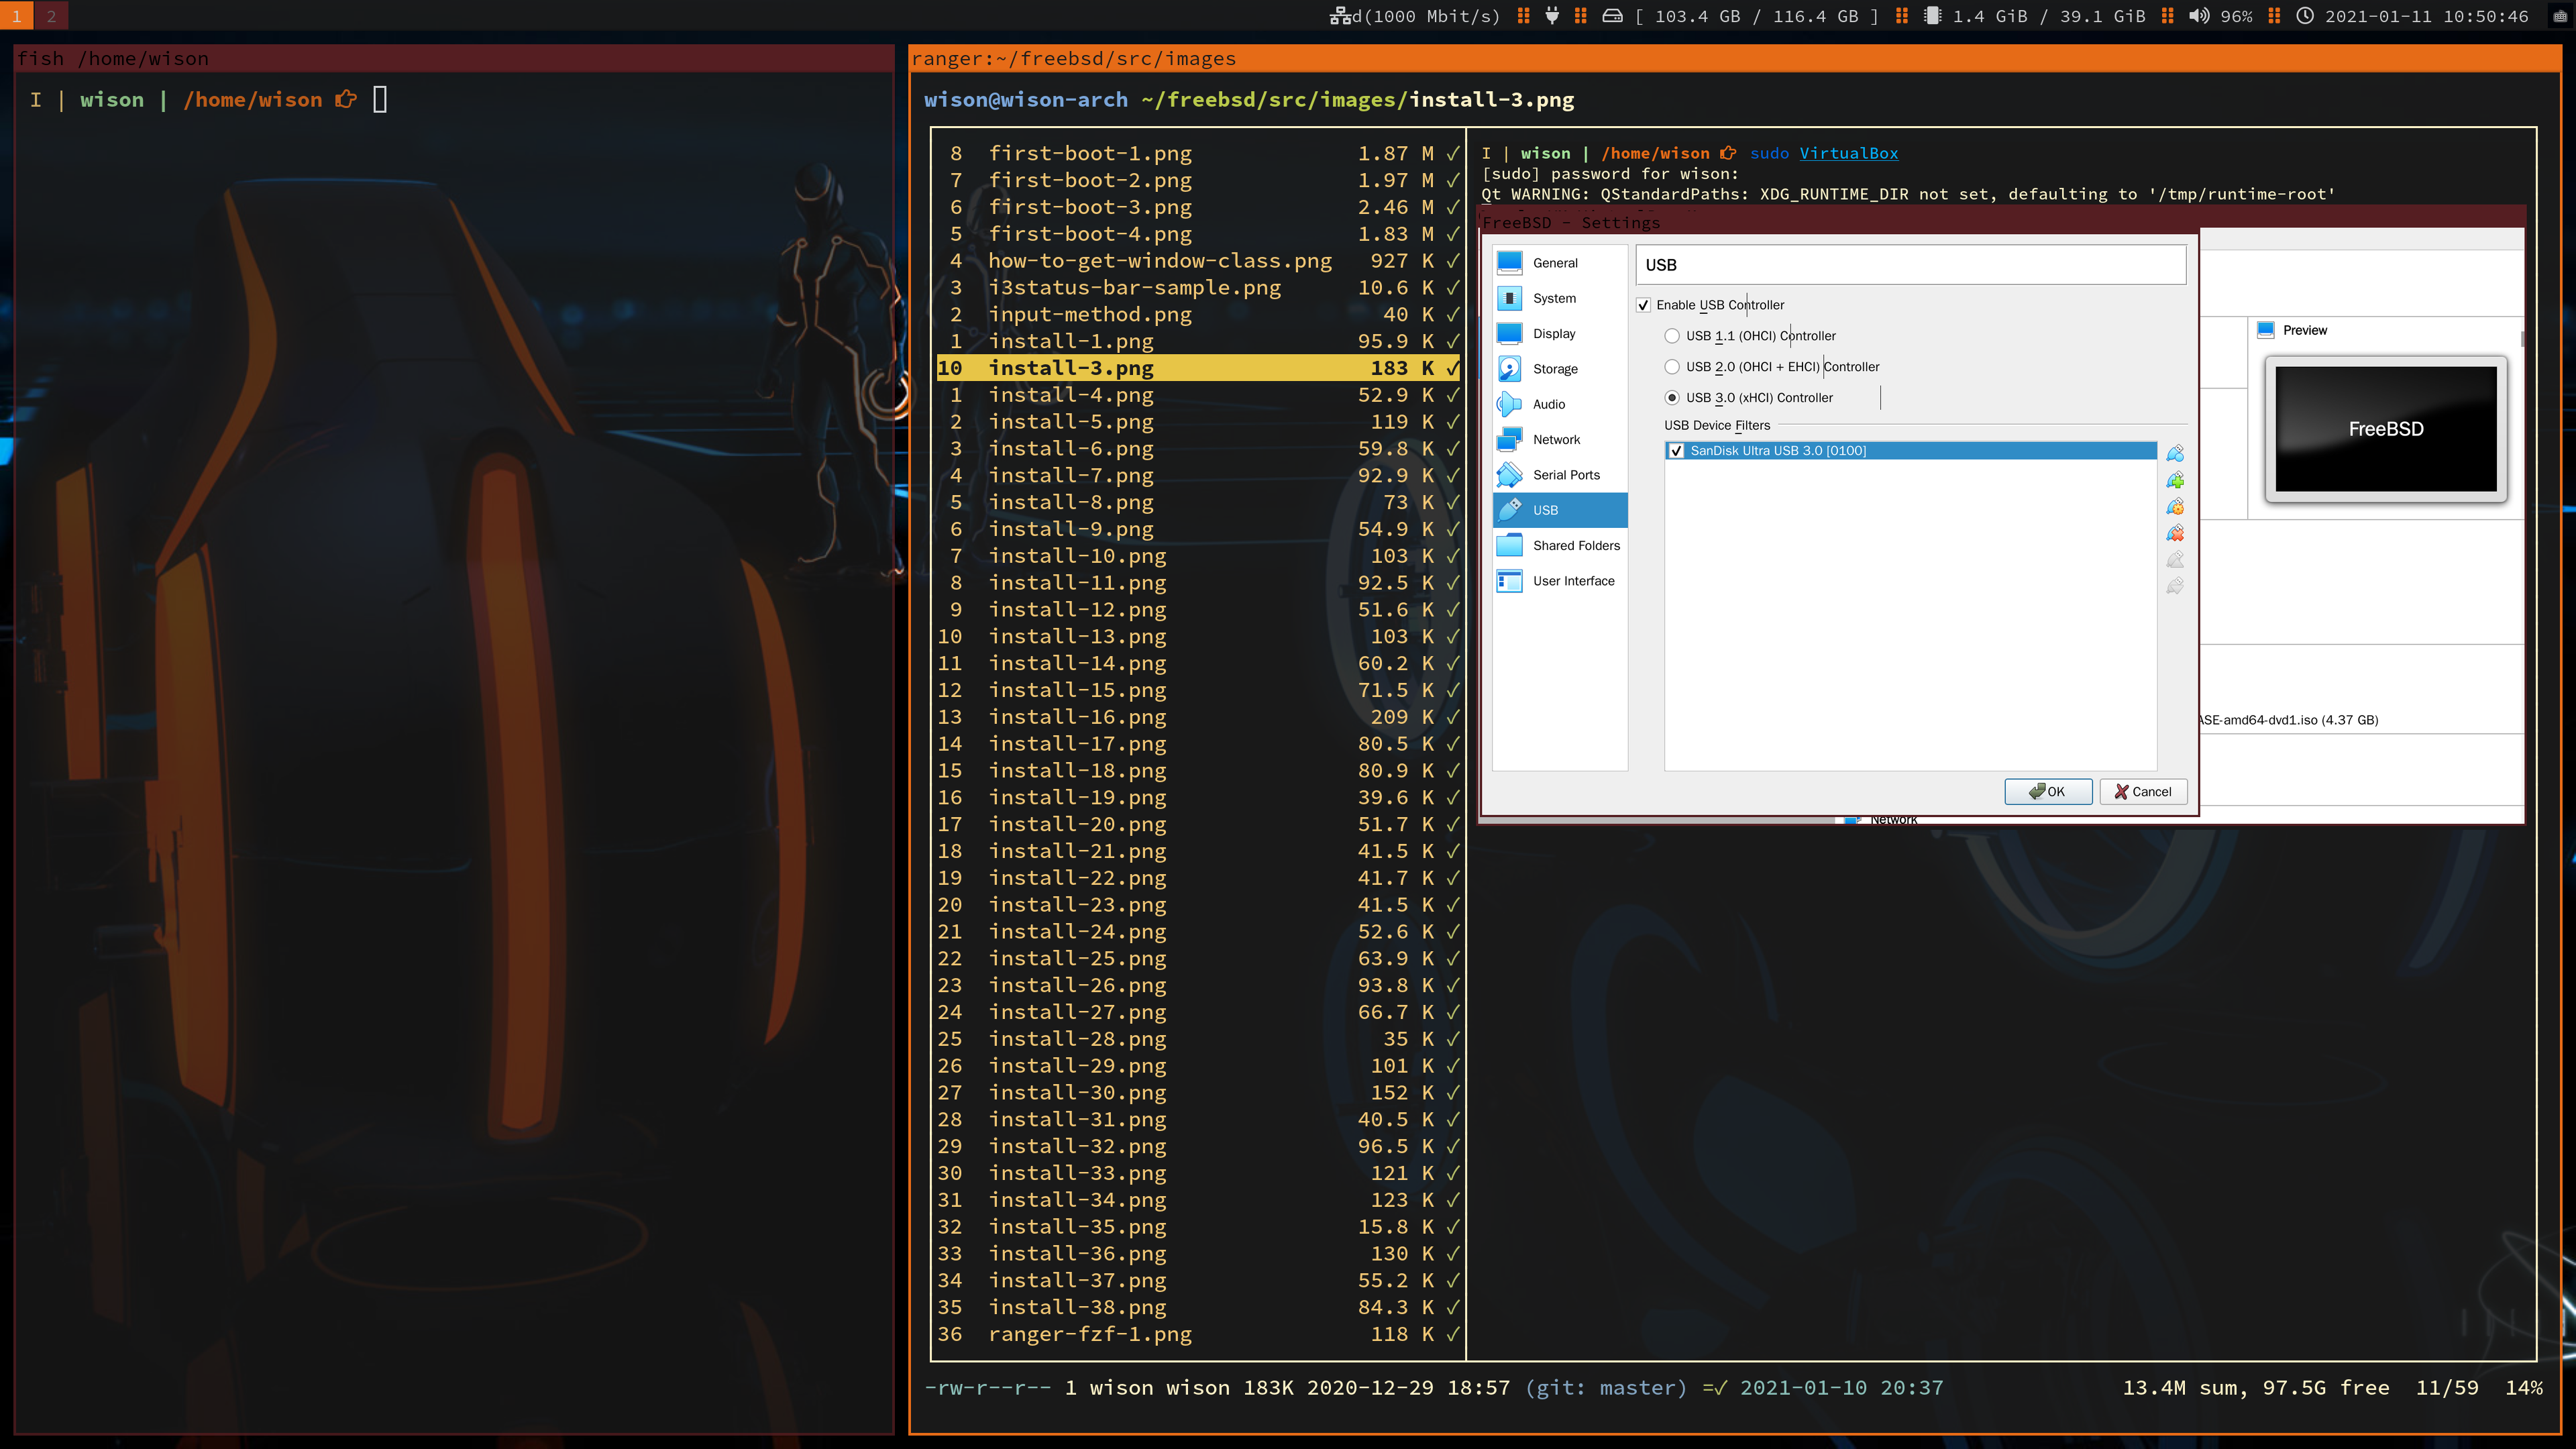 1 2
d(1000 Mbit/s) [ 103.4 GB / 116.4 GB ] 1.4 GiB / 39.1 GiB 96% 2021-01-11 10:50:46
fish /home/wison
I | wison | /home/wison
ranger:~/freebsd/src/images
wison@wison-arch ~/freebsd/src/images/install-3.png
8 first-boot-1.png 1.87 M ✓
7 first-boot-2.png 1.97 M ✓
6 first-boot-3.png 2.46 M ✓
5 first-boot-4.png 1.83 M ✓
4 how-to-get-window-class.png 927 K ✓
3 i3status-bar-sample.png 10.6 K ✓
2 input-method.png 40 K ✓
1 install-1.png 95.9 K ✓
10 install-3.png 183 K ✓
1 install-4.png 52.9 K ✓
2 install-5.png 119 K ✓
3 install-6.png 59.8 K ✓
4 install-7.png 92.9 K ✓
5 install-8.png 73 K ✓
6 install-9.png 54.9 K ✓
7 install-10.png 103 K ✓
8 install-11.png 92.5 K ✓
9 install-12.png 51.6 K ✓
10 install-13.png 103 K ✓
11 install-14.png 60.2 K ✓
12 install-15.png 71.5 K ✓
13 install-16.png 209 K ✓
14 install-17.png 80.5 K ✓
15 install-18.png 80.9 K ✓
16 install-19.png 39.6 K ✓
17 install-20.png 51.7 K ✓
18 install-21.png 41.5 K ✓
19 install-22.png 41.7 K ✓
20 install-23.png 41.5 K ✓
21 install-24.png 52.6 K ✓
22 install-25.png 63.9 K ✓
23 install-26.png 93.8 K ✓
24 install-27.png 66.7 K ✓
25 install-28.png 35 K ✓
26 install-29.png 101 K ✓
27 install-30.png 152 K ✓
28 install-31.png 40.5 K ✓
29 install-32.png 96.5 K ✓
30 install-33.png 121 K ✓
31 install-34.png 123 K ✓
32 install-35.png 15.8 K ✓
33 install-36.png 130 K ✓
34 install-37.png 55.2 K ✓
35 install-38.png 84.3 K ✓
36 ranger-fzf-1.png 118 K ✓
I | wison | /home/wison sudo VirtualBox
[sudo] password for wison:
Qt WARNING: QStandardPaths: XDG_RUNTIME_DIR not set, defaulting to '/tmp/runtime-root'
FreeBSD - Settings
General
System
Display
Storage
Audio
Network
Serial Ports
USB
Shared Folders
User Interface
USB
Enable USB Controller
USB 1.1 (OHCI) Controller
USB 2.0 (OHCI + EHCI) Controller
USB 3.0 (xHCI) Controller
USB Device Filters
SanDisk Ultra USB 3.0 [0100]
OK Cancel
Preview
FreeBSD
ASE-amd64-dvd1.iso (4.37 GB)
Network
-rw-r--r-- 1 wison wison 183K 2020-12-29 18:57 (git: master) =✓ 2021-01-10 20:37 13.4M sum, 97.5G free 11/59 14%